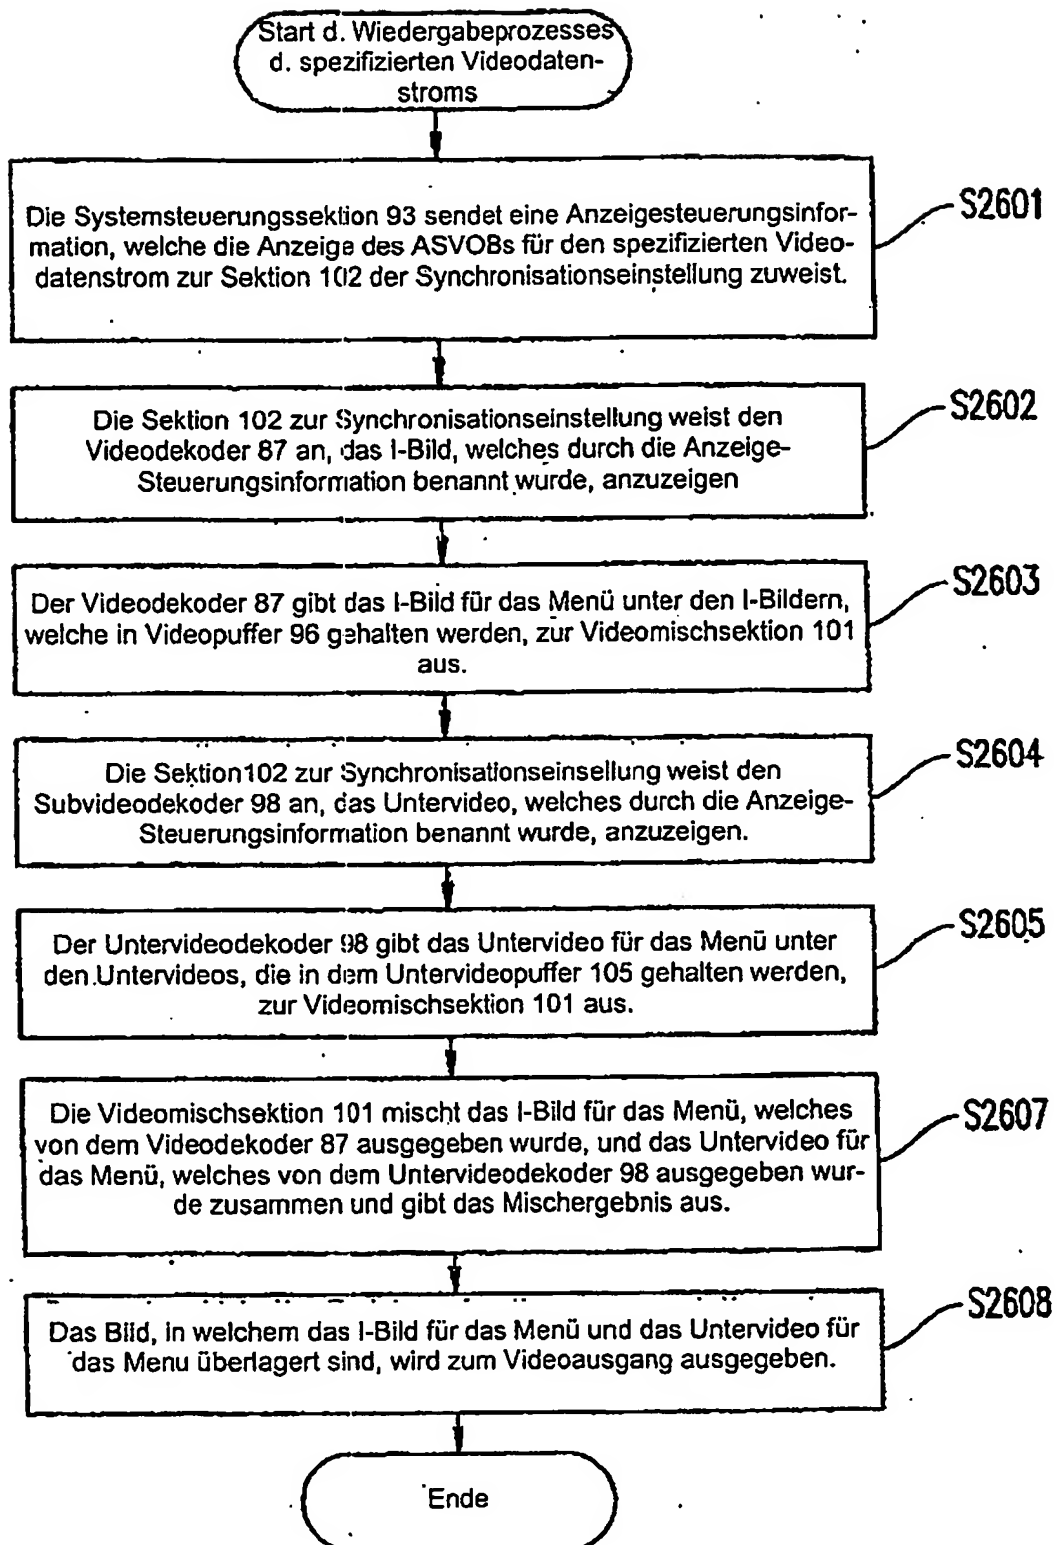 Start d. Wiedergabeprozesses
d. spezifizierten Videodaten-
stroms
Die Systemsteuerungssektion 93 sendet eine Anzeigesteuerungsinfor-
mation, welche die Anzeige des ASVOBs für den spezifizierten Video-
datenstrom zur Sektion 102 der Synchronisationseinstellung zuweist.
S2601
Die Sektion 102 zur Synchronisationseinstellung weist den
Videodekoder 87 an, das I-Bild, welches durch die Anzeige-
Steuerungsinformation benannt wurde, anzuzeigen
S2602
Der Videodekoder 87 gibt das I-Bild für das Menü unter den I-Bildern,
welche in Videopuffer 96 gehalten werden, zur Videomischsektion 101
aus.
S2603
Die Sektion102 zur Synchronisationseinsellung weist den
Subvideodekoder 98 an, das Untervideo, welches durch die Anzeige-
Steuerungsinformation benannt wurde, anzuzeigen.
S2604
Der Untervideodekoder 98 gibt das Untervideo für das Menü unter
den Untervideos, die in dem Untervideopuffer 105 gehalten werden,
zur Videomischsektion 101 aus.
S2605
Die Videomischsektion 101 mischt das I-Bild für das Menü, welches
von dem Videodekoder 87 ausgegeben wurde, und das Untervideo für
das Menü, welches von dem Untervideodekoder 98 ausgegeben wur-
de zusammen und gibt das Mischergebnis aus.
S2607
Das Bild, in welchem das I-Bild für das Menü und das Untervideo für
das Menu überlagert sind, wird zum Videoausgang ausgegeben.
S2608
Ende